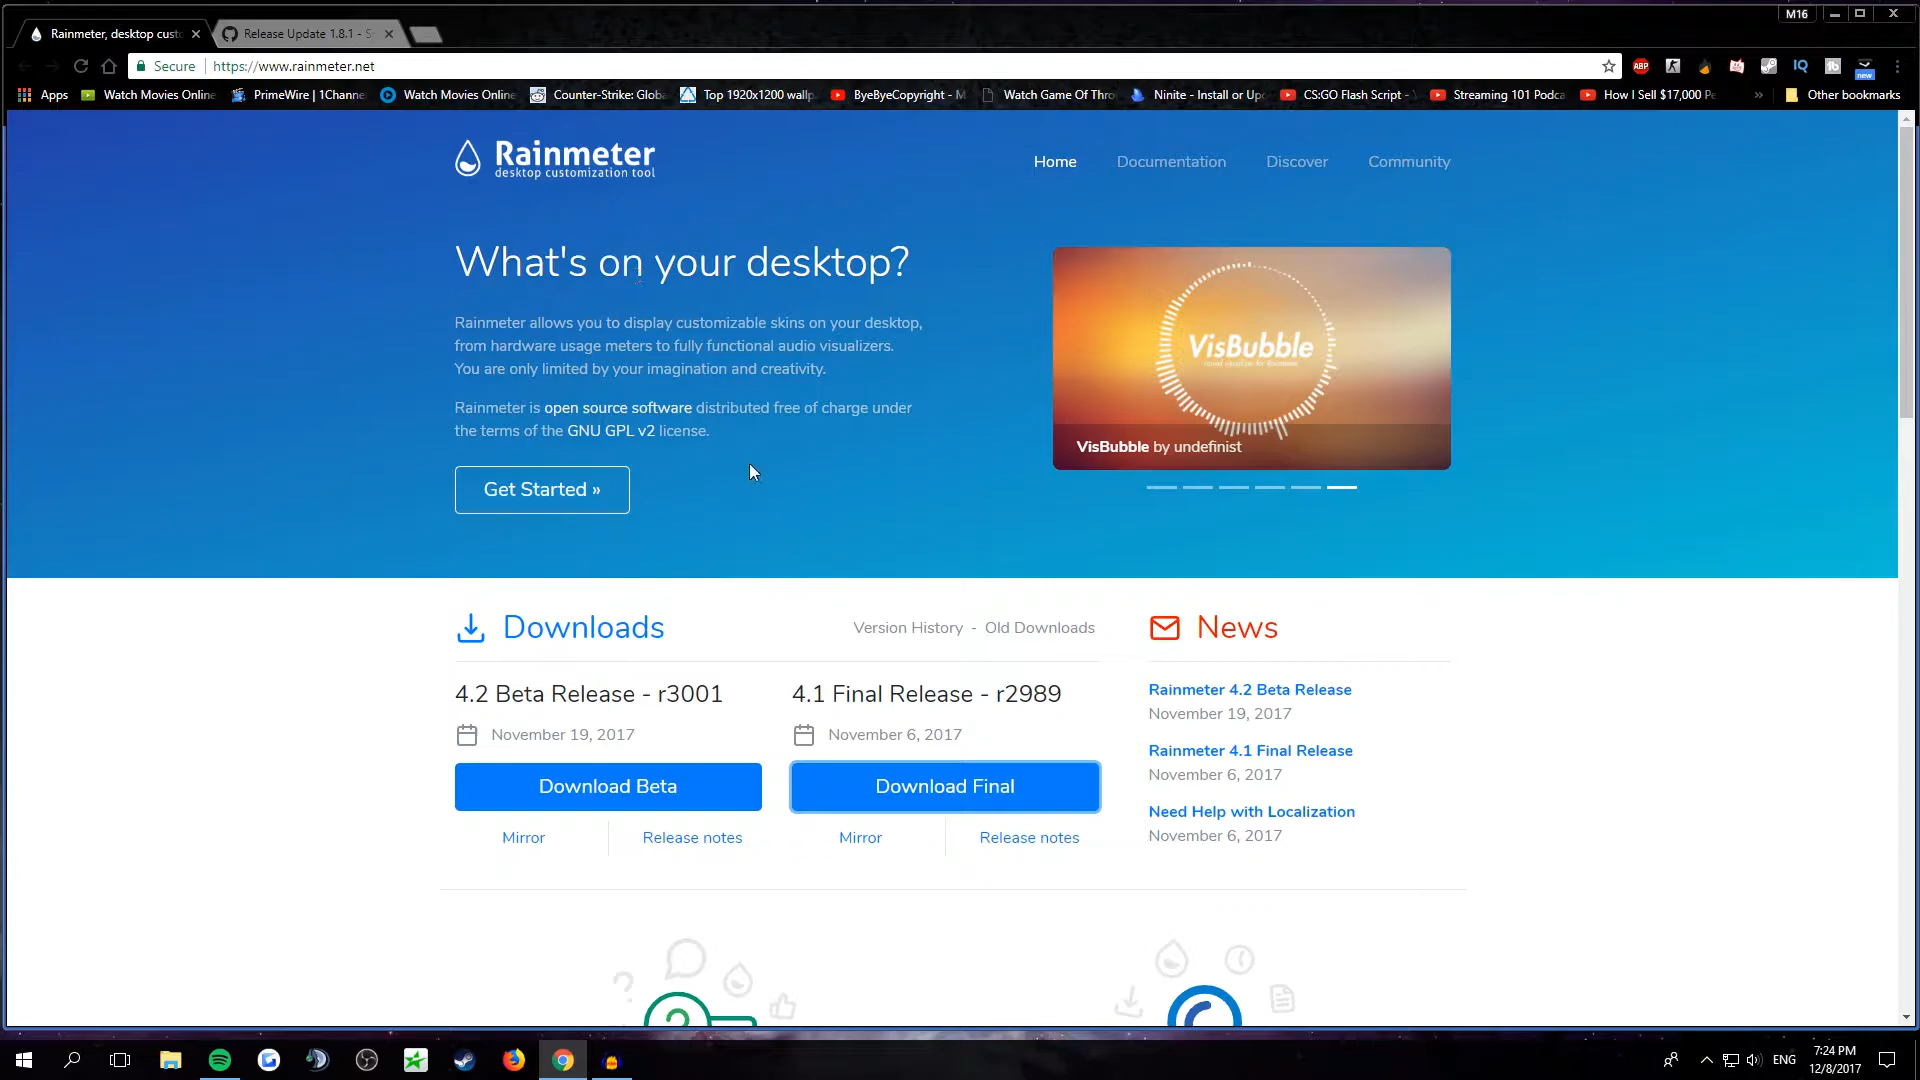 M16
Rainmeter, desktop cust
Release Update 1.8.1 - S
Secure
https://www.rainmeter.net
ABP
IQ
new
Apps
Watch Movies Online
PrimeWire | 1Channe
Watch Movies Online
Counter-Strike: Globa
Top 1920x1200 wallp
ByeByeCopyright - M
Watch Game Of Thro
Ninite - Install or Upd
CS:GO Flash Script -
Streaming 101 Podca
How I Sell $17,000 Pe
»
Other bookmarks
Rainmeter
desktop customization tool
Home
Documentation
Discover
Community
What's on your desktop?
Rainmeter allows you to display customizable skins on your desktop,
from hardware usage meters to fully functional audio visualizers.
You are only limited by your imagination and creativity.
Rainmeter is open source software distributed free of charge under
the terms of the GNU GPL v2 license.
Get Started »
VisBubble
VisBubble by undefinist
Downloads
Version History - Old Downloads
4.2 Beta Release - r3001
November 19, 2017
Download Beta
Mirror
Release notes
4.1 Final Release - r2989
November 6, 2017
Download Final
Mirror
Release notes
News
Rainmeter 4.2 Beta Release
November 19, 2017
Rainmeter 4.1 Final Release
November 6, 2017
Need Help with Localization
November 6, 2017
ENG
7:24 PM
12/8/2017